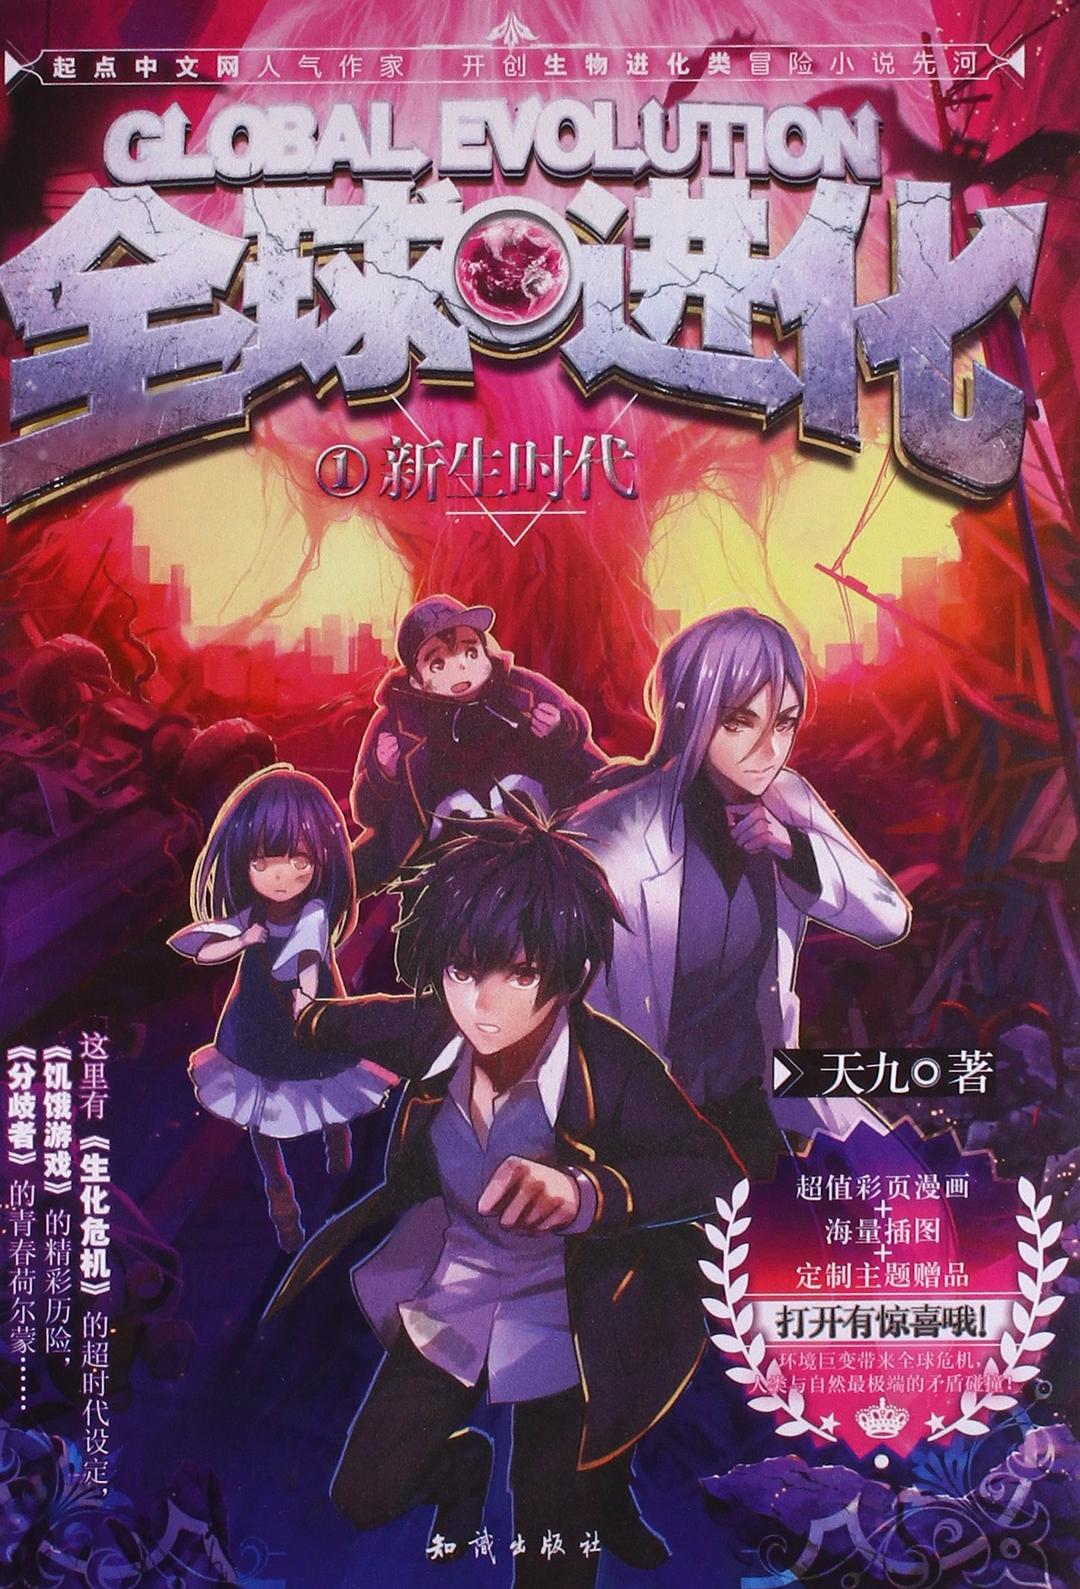 起点中文网人气作家 开创生物进化类冒险小说先河
GLOBAL EVOLUTION
全球进化
①新生时代
天九 著
这里有《生化危机》的超时代设定，
《饥饿游戏》的精彩历险，
《分歧者》的青春荷尔蒙……
超值彩页漫画
+
海量插图
+
定制主题赠品
打开有惊喜哦!
环境巨变带来全球危机，
人类与自然最极端的矛盾碰撞!
知识出版社